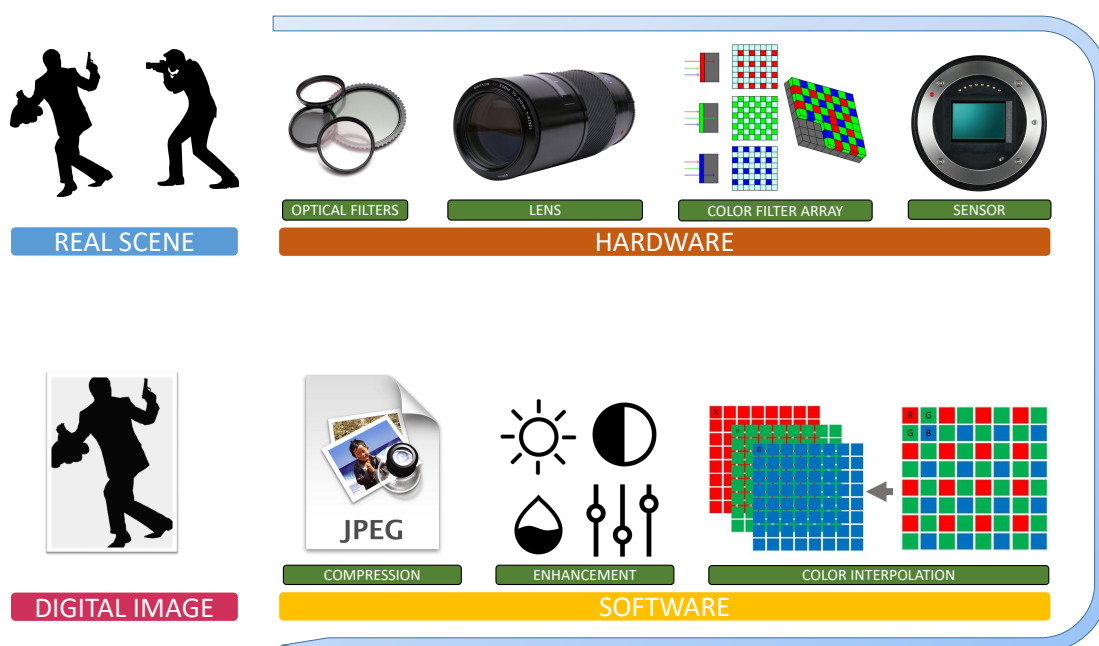 OPTICAL FILTERS
LENS
COLOR FILTER ARRAY
SENSOR
REAL SCENE
HARDWARE
JPEG
R G
G B
R
B
COMPRESSION
ENHANCEMENT
COLOR INTERPOLATION
DIGITAL IMAGE
SOFTWARE